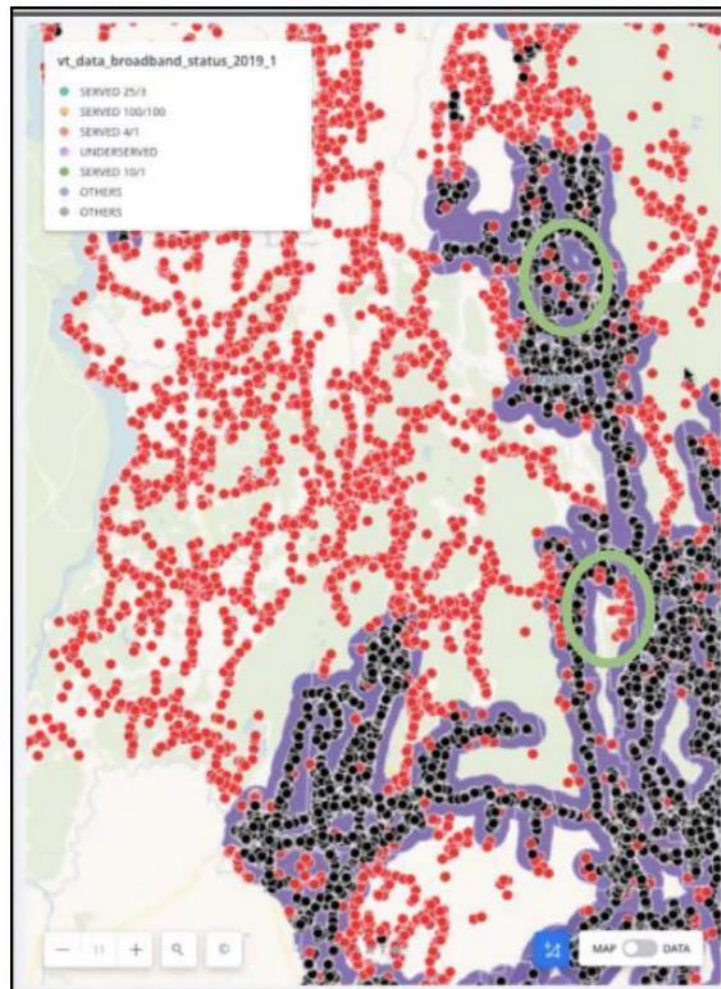 vt_data_broadband_status_2019_1
SERVED 25/3
SERVED 100/100
SERVED 4/1
UNDERSERVED
SERVED 10/1
OTHERS
OTHERS
MAP DATA